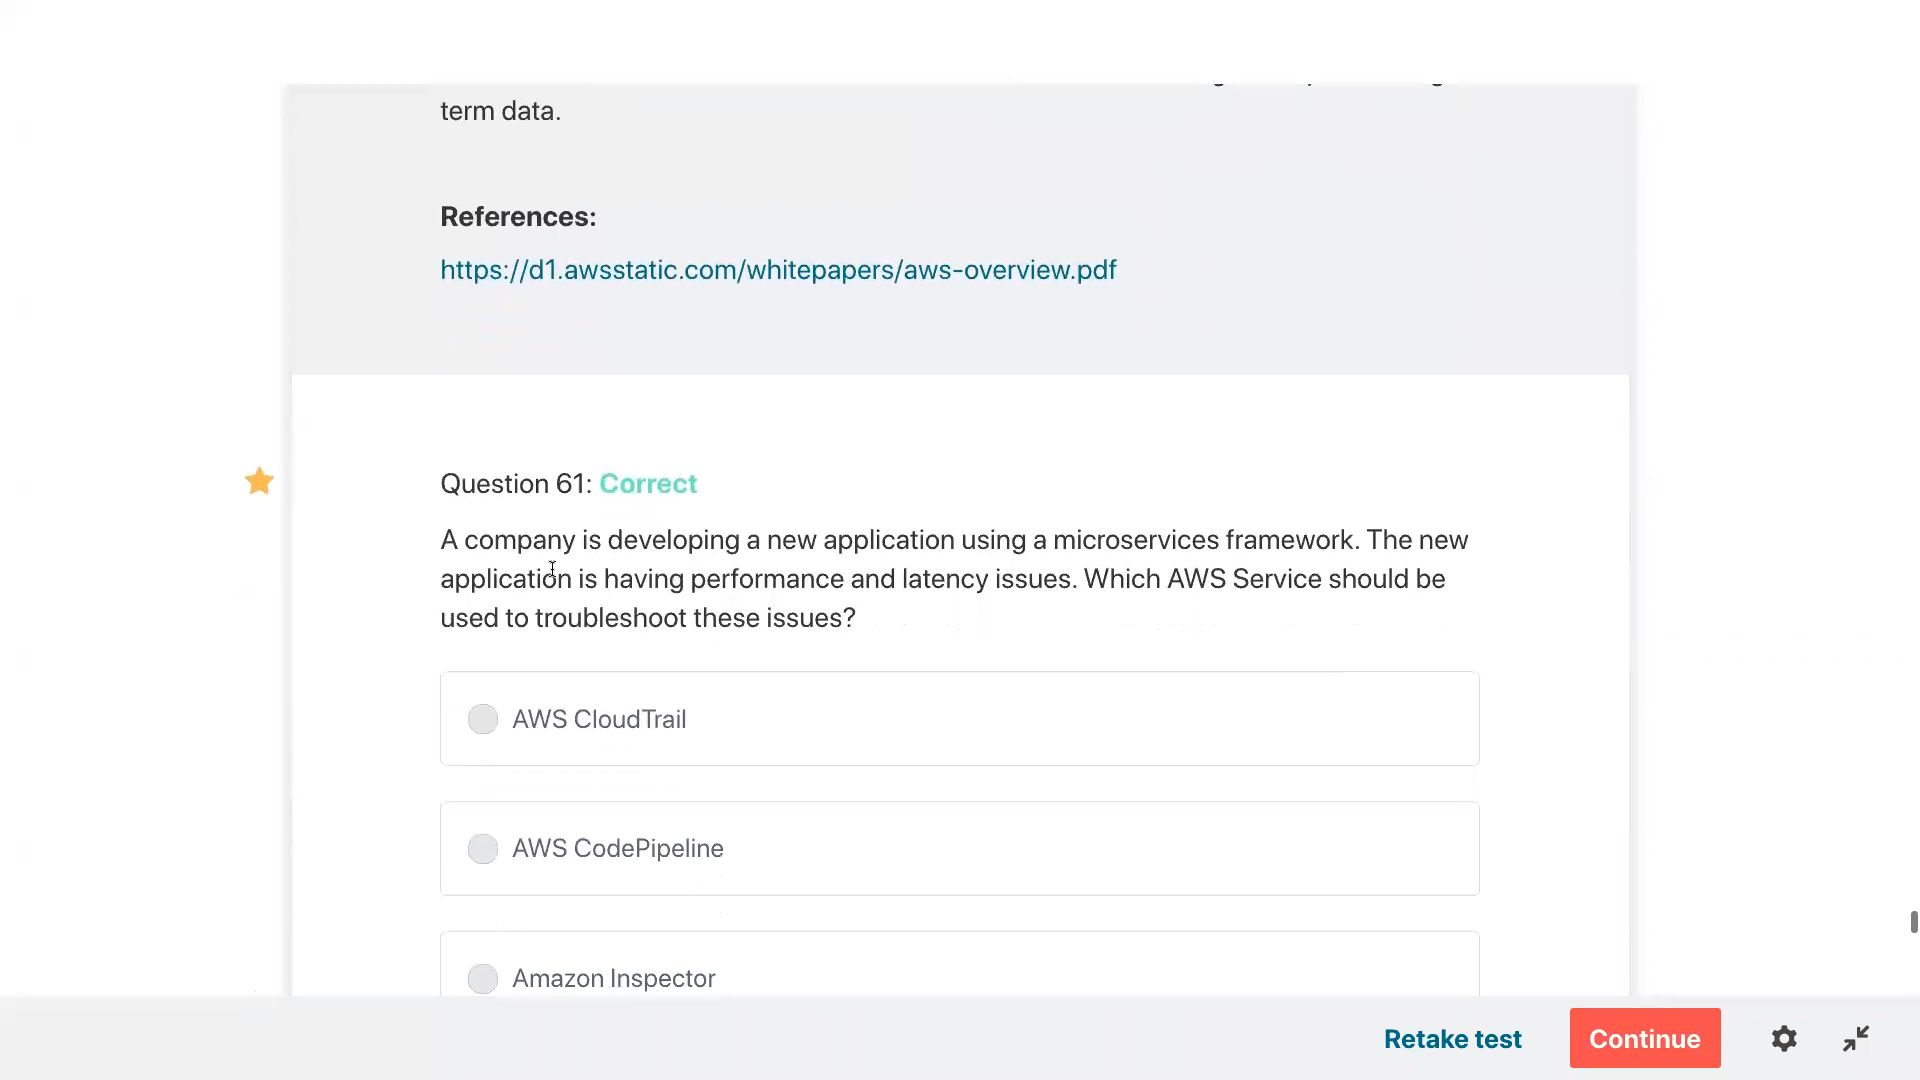 term data.
References:
https://d1.awsstatic.com/whitepapers/aws-overview.pdf
Question 61: Correct
A company is developing a new application using a microservices framework. The new
application is having performance and latency issues. Which AWS Service should be
used to troubleshoot these issues?
AWS CloudTrail
AWS CodePipeline
Amazon Inspector
Retake test
Continue